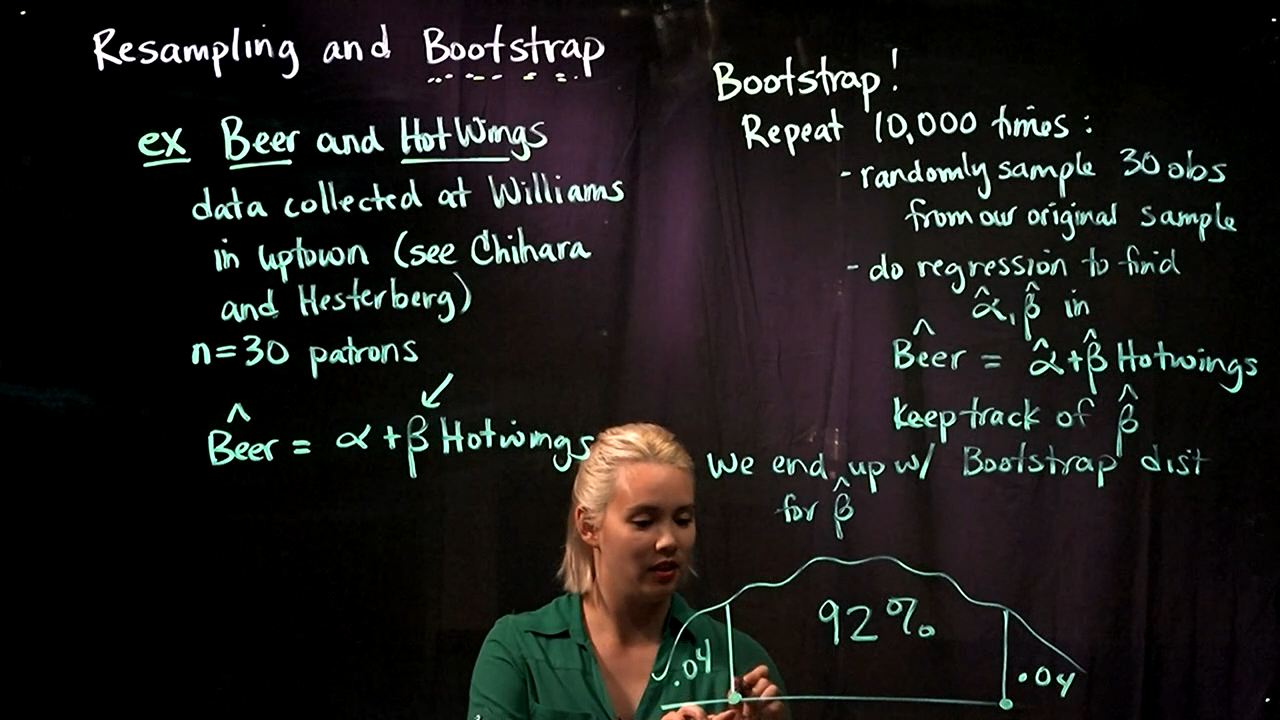 Resampling and Bootstrap
ex Beer and Hot Wings
data collected at Williams
in uptown (see Chihara
and Hesterberg)
n=30 patrons
B̂eer = α + β Hotwings
Bootstrap!
Repeat 10,000 times:
- randomly sample 30 obs
from our original sample
- do regression to find
α̂, β̂ in
B̂eer = α̂ + β̂ Hotwings
keep track of β̂
We end up w/ Bootstrap dist
for β̂
92%
.04
.04